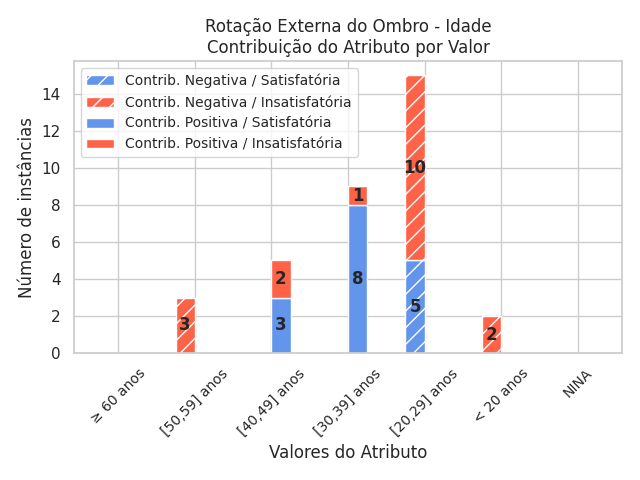 Rotação Externa do Ombro - Idade
Contribuição do Atributo por Valor
Contrib. Negativa / Satisfatória
Contrib. Negativa / Insatisfatória
Contrib. Positiva / Satisfatória
Contrib. Positiva / Insatisfatória
Número de instâncias
14
12
10
8
6
4
2
0
3
2
3
1
8
10
5
2
≥ 60 anos
[50,59] anos
[40,49] anos
[30,39] anos
[20,29] anos
< 20 anos
NINA
Valores do Atributo